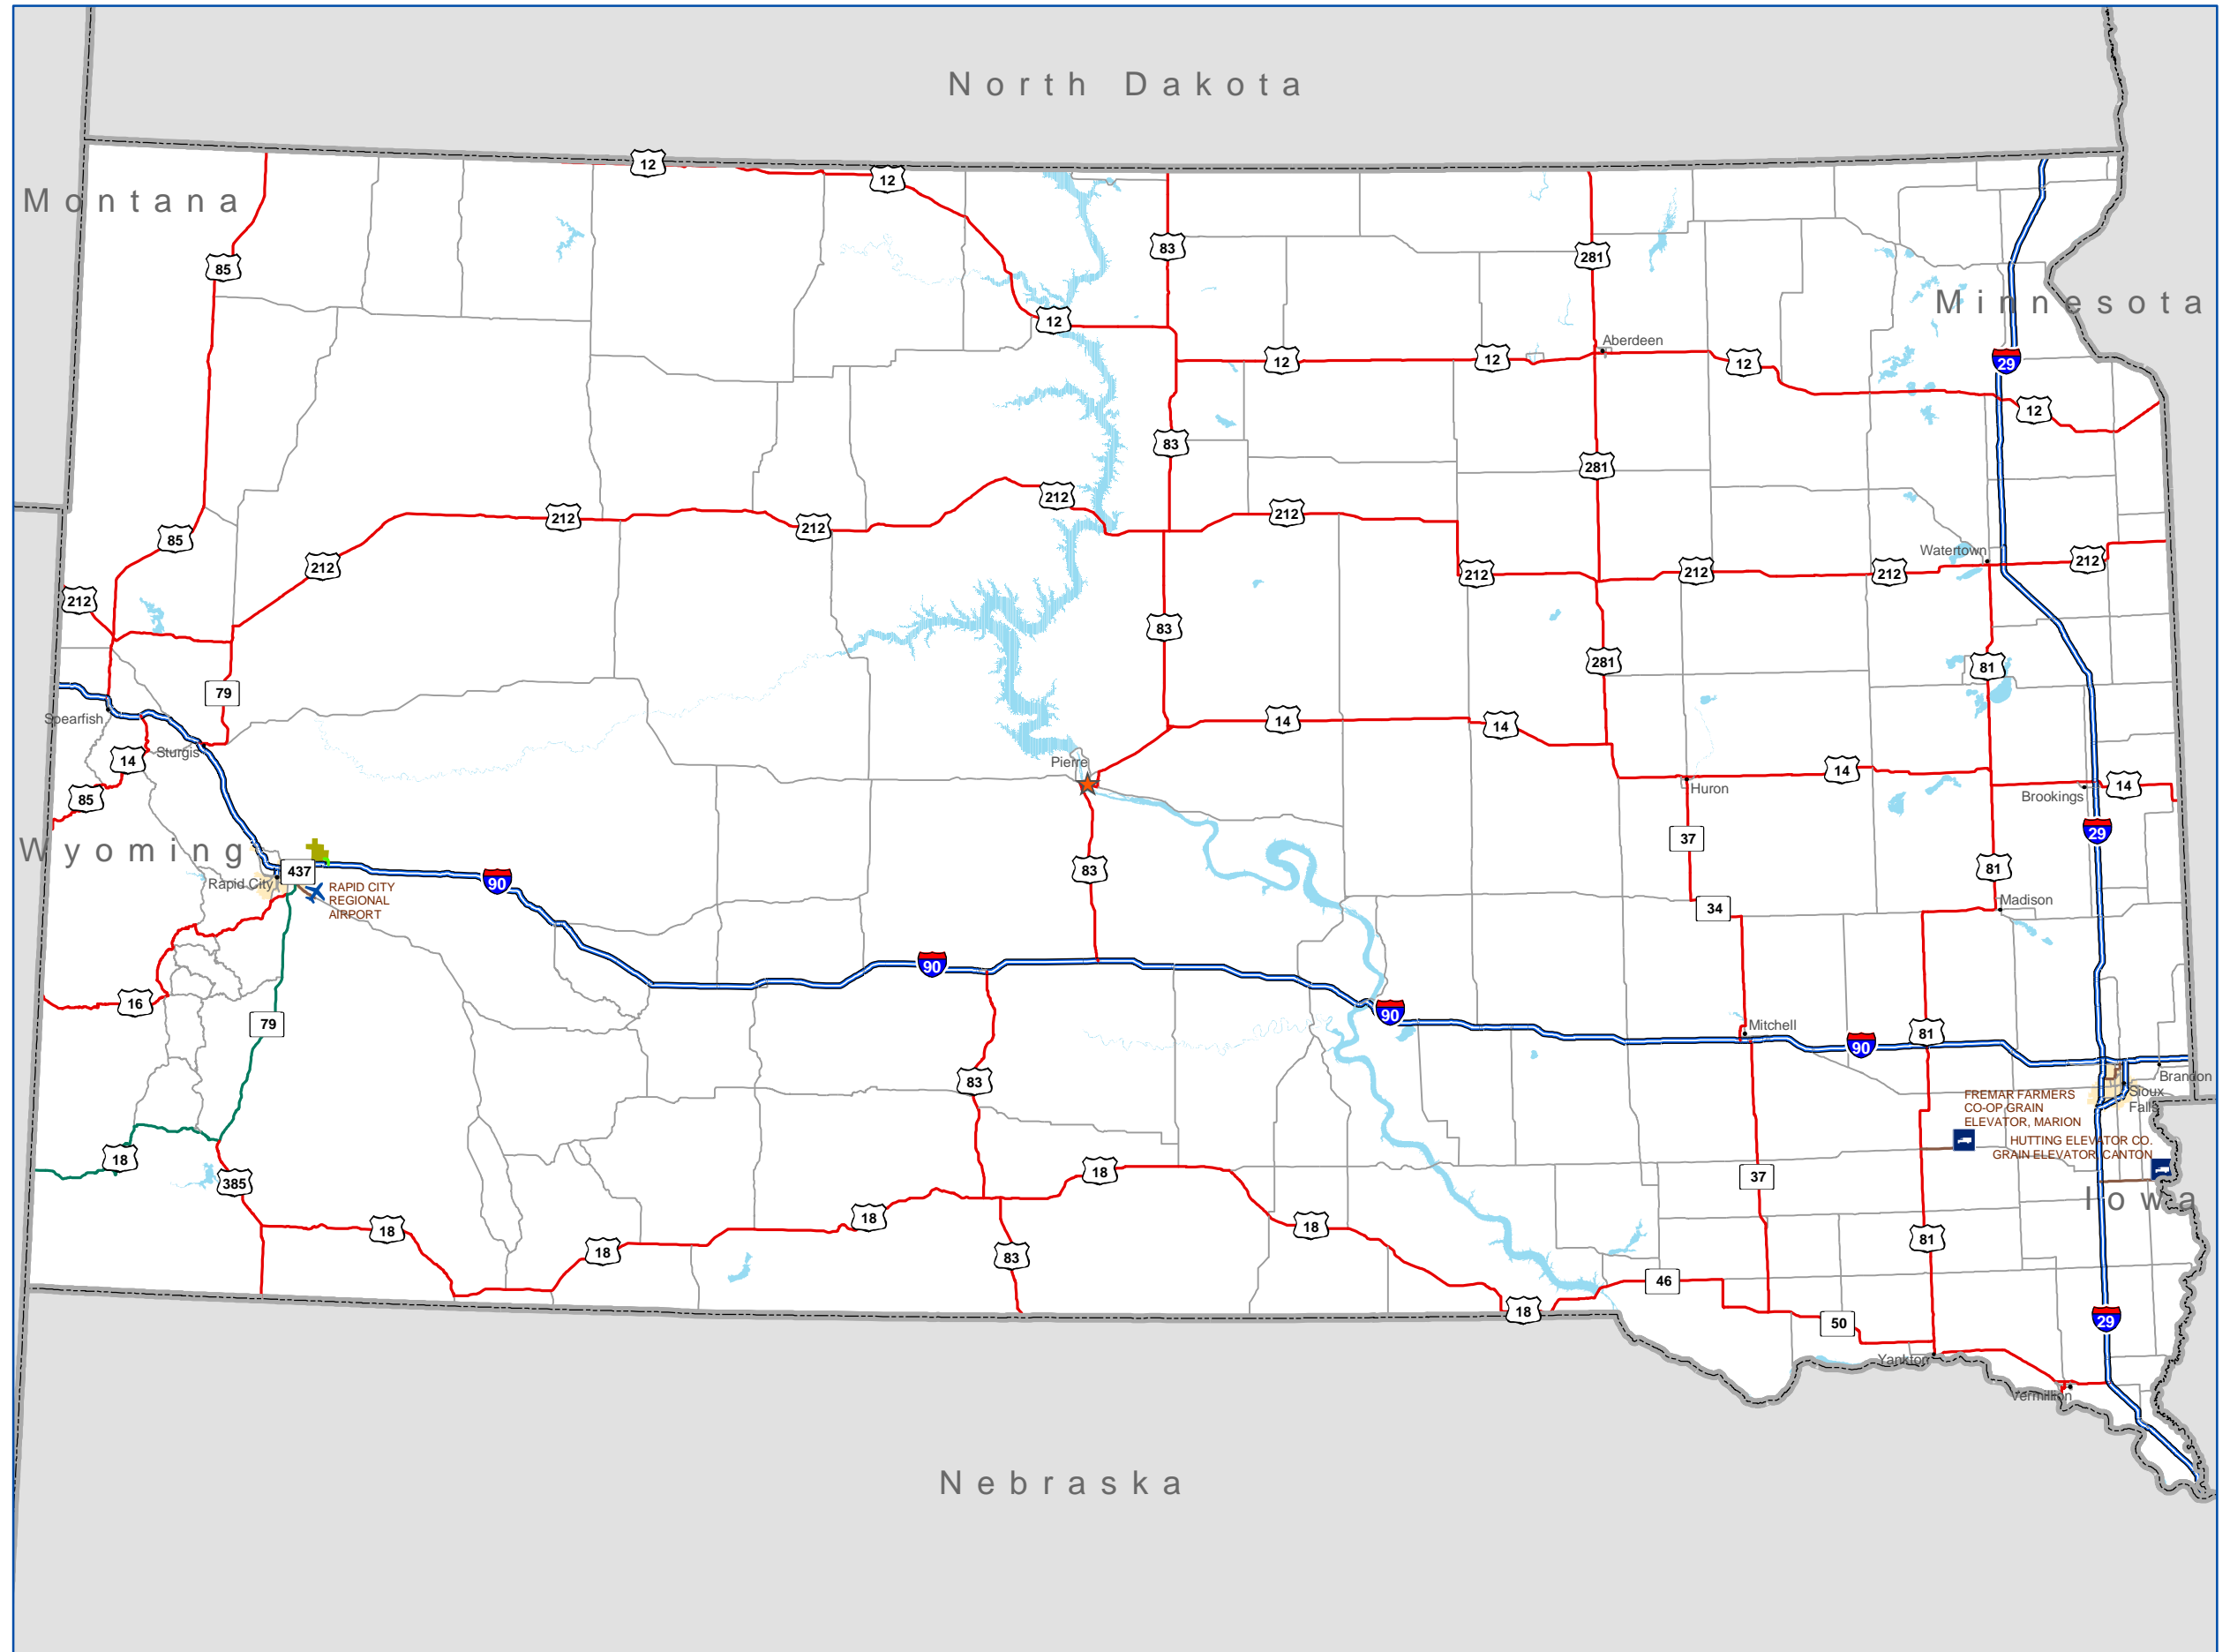 North Dakota
12
12
Montana
83
281
85
Minnesota
12
Aberdeen
12
12
12
29
12
83
281
212
212
212
212
85
Watertown
212
212
212
212
212
212
83
281
81
79
Spearfish
14
14
Sturgis
14
Pierre
14
Huron
14
85
Brookings
29
37
Wyoming
437
83
81
Rapid City
90
RAPID CITY
REGIONAL
AIRPORT
Madison
34
90
16
90
79
Mitchell
81
90
Brandon
83
Sioux
Falls
FREMAR FARMERS
CO-OP GRAIN
ELEVATOR, MARION
HUTTING ELEVATOR CO.
GRAIN ELEVATOR, CANTON
18
385
18
37
Iowa
18
18
18
18
83
81
46
18
50
29
Yankton
Vermillion
Nebraska